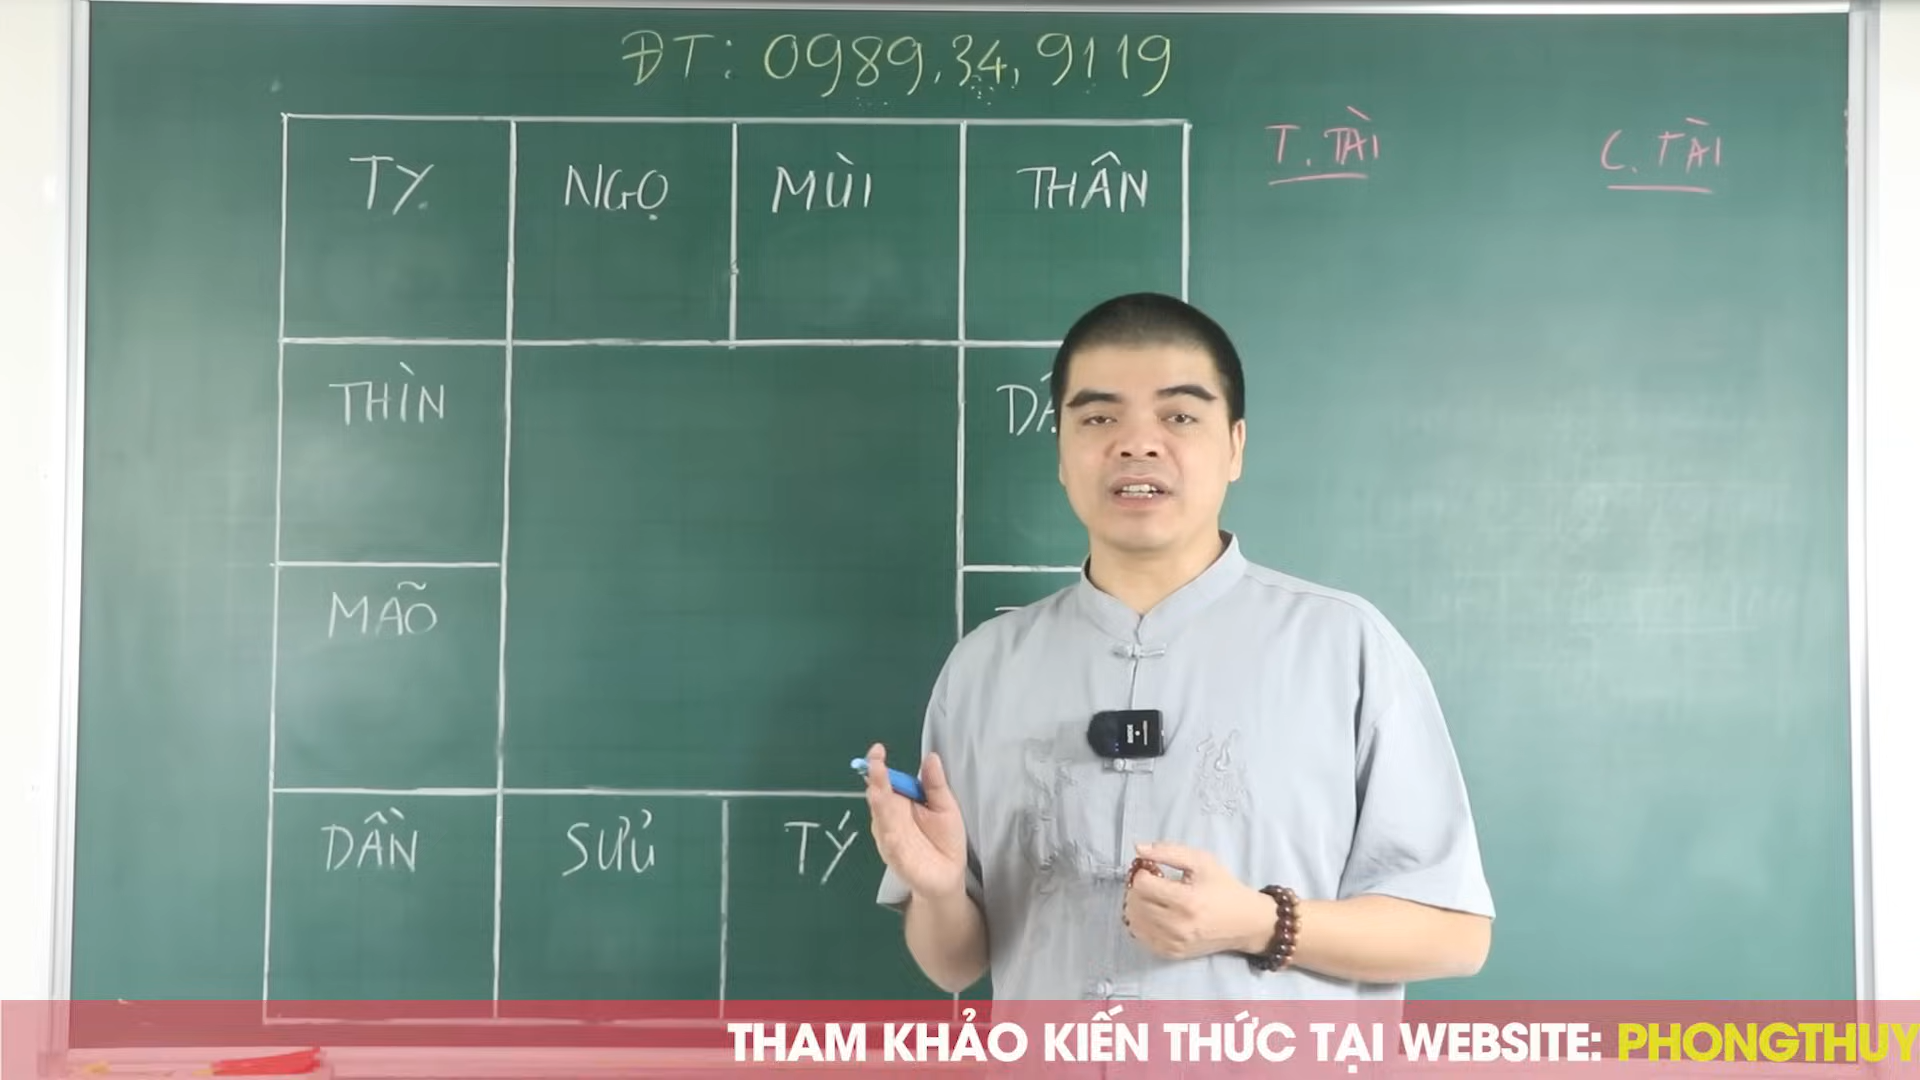 ĐT: 0989.34.9119
TỴ NGỌ MÙI THÂN T.TÀI C.TÀI
THÌN
MÃO
DẦN SỬU TÝ
THAM KHẢO KIẾN THỨC TẠI WEBSITE: PHONGTHUY